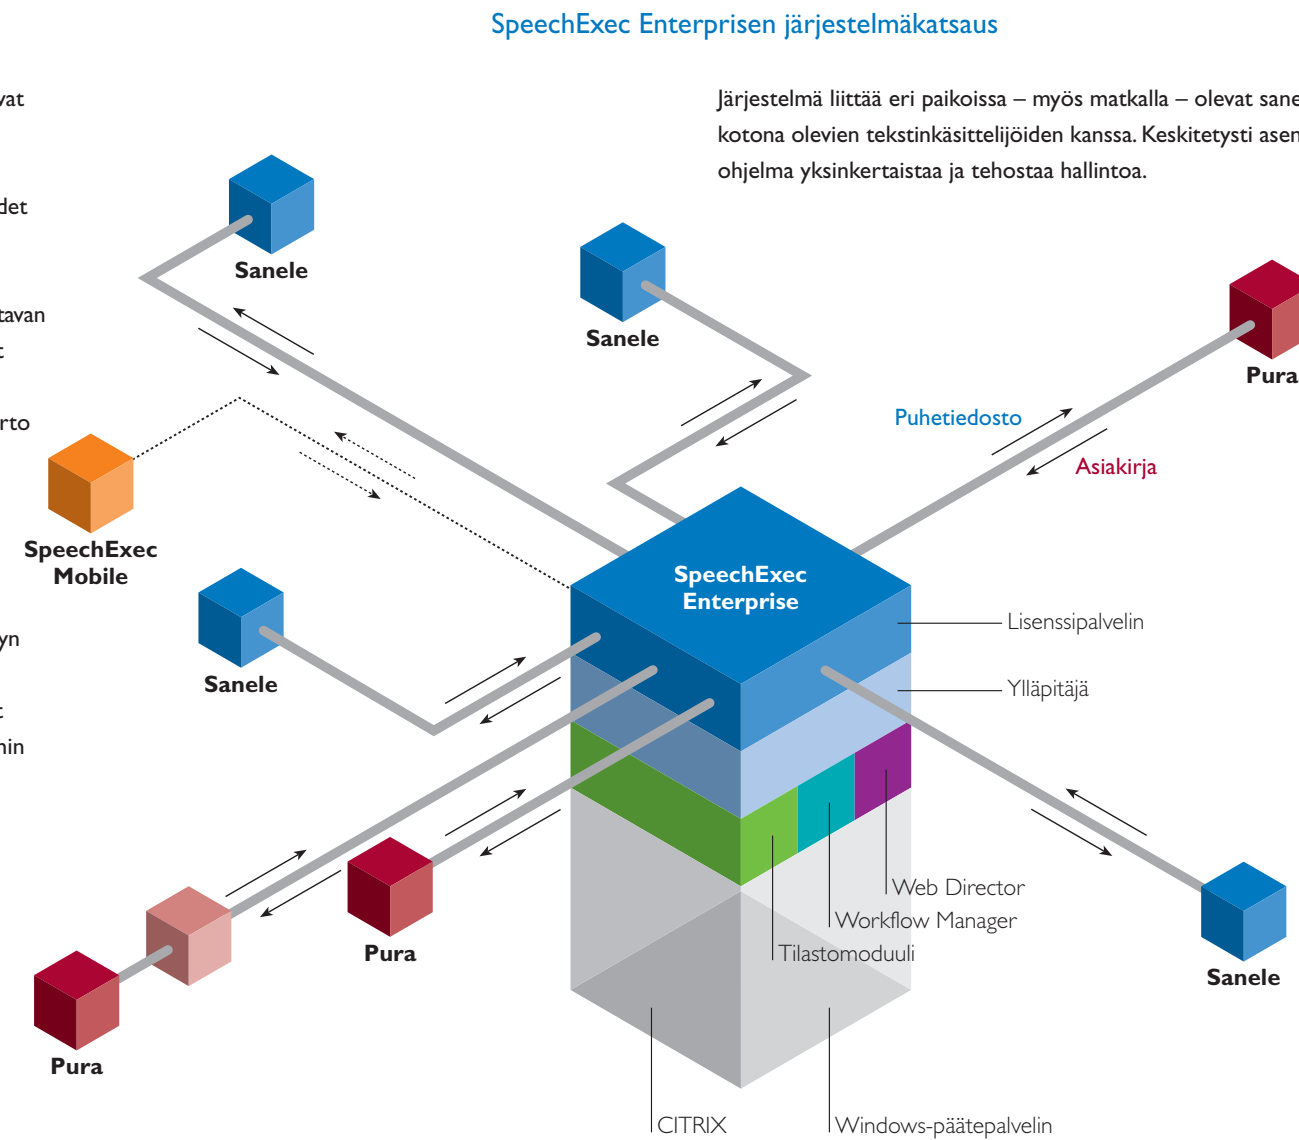 SpeechExec Enterprisen järjestelmäkatsaus
vat
det
tavan
t
rto
yn
t
nin
Järjestelmä liittää eri paikoissa – myös matkalla – olevat sane
kotona olevien tekstinkäsittelijöiden kanssa. Keskitetysti asen
ohjelma yksinkertaistaa ja tehostaa hallintoa.
Sanele
Sanele
Pura
Puhetiedosto
Asiakirja
SpeechExec
Mobile
SpeechExec
Enterprise
Lisenssipalvelin
Sanele
Ylläpitäjä
Web Director
Workflow Manager
Tilastomoduuli
Pura
Sanele
Pura
CITRIX
Windows-päätepalvelin